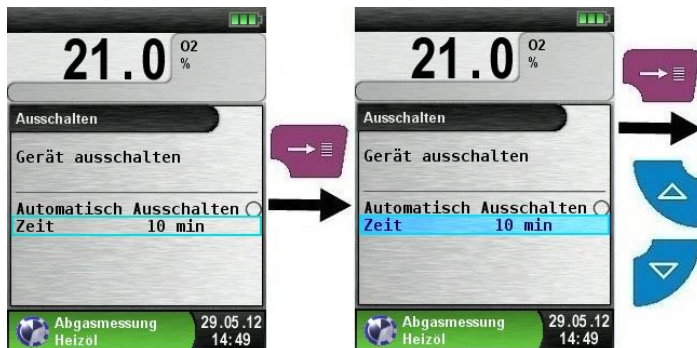 21.0 O2
%
Ausschalten
Gerät ausschalten
Automatisch Ausschalten
Zeit 10 min
Abgasmessung 29.05.12
Heizöl 14:49
21.0 O2
%
Ausschalten
Gerät ausschalten
Automatisch Ausschalten
Zeit 10 min
Abgasmessung 29.05.12
Heizöl 14:49